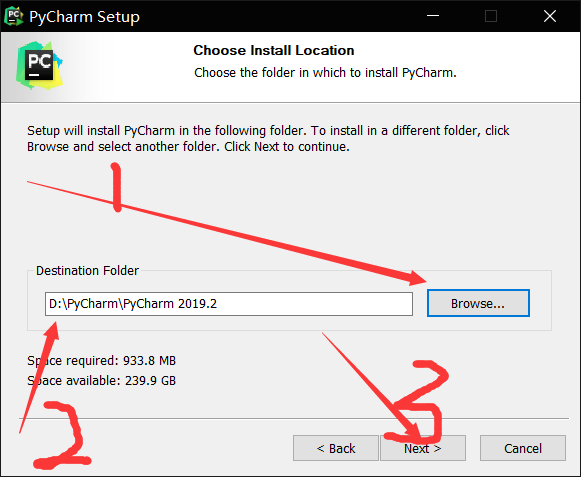 PyCharm Setup
PC
Choose Install Location
Choose the folder in which to install PyCharm.
Setup will install PyCharm in the following folder. To install in a different folder, click
Browse and select another folder. Click Next to continue.
1
Destination Folder
D:\PyCharm\PyCharm 2019.2
Browse...
Space required: 933.8 MB
Space available: 239.9 GB
2
3
< Back
Next >
Cancel